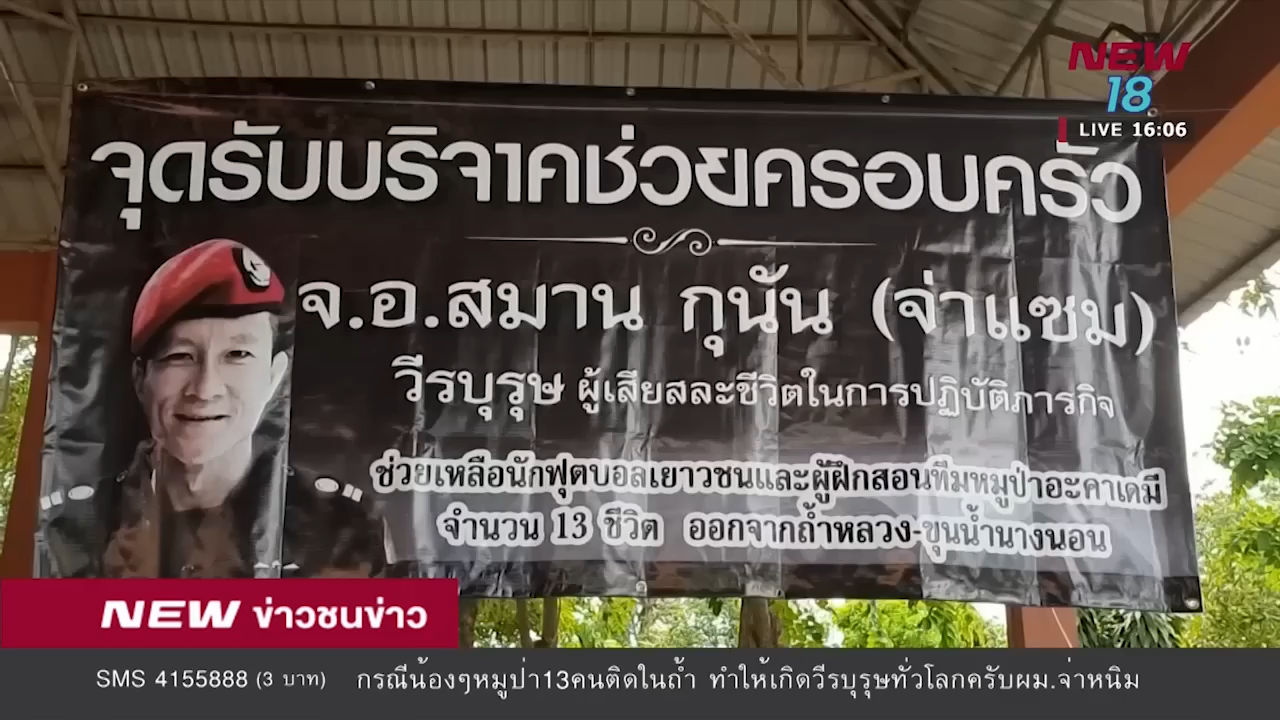 NEW
18
LIVE 16:06
จุดรับบริจาคช่วยครอบครัว
จ.อ.สมาน กุนัน (จ่าแซม)
วีรบุรุษ ผู้เสียสละชีวิตในการปฏิบัติภารกิจ
ช่วยเหลือนักฟุตบอลเยาวชนและผู้ฝึกสอนทีมหมูป่าอะคาเดมี
จำนวน 13 ชีวิต ออกจากถ้ำหลวง-ขุนน้ำนางนอน
NEW ข่าวชนข่าว
SMS 4155888 (3 บาท) กรณีน้องๆหมูป่า13คนติดในถ้ำ ทำให้เกิดวีรบุรุษทั่วโลกครับผม.จ่าหนิม